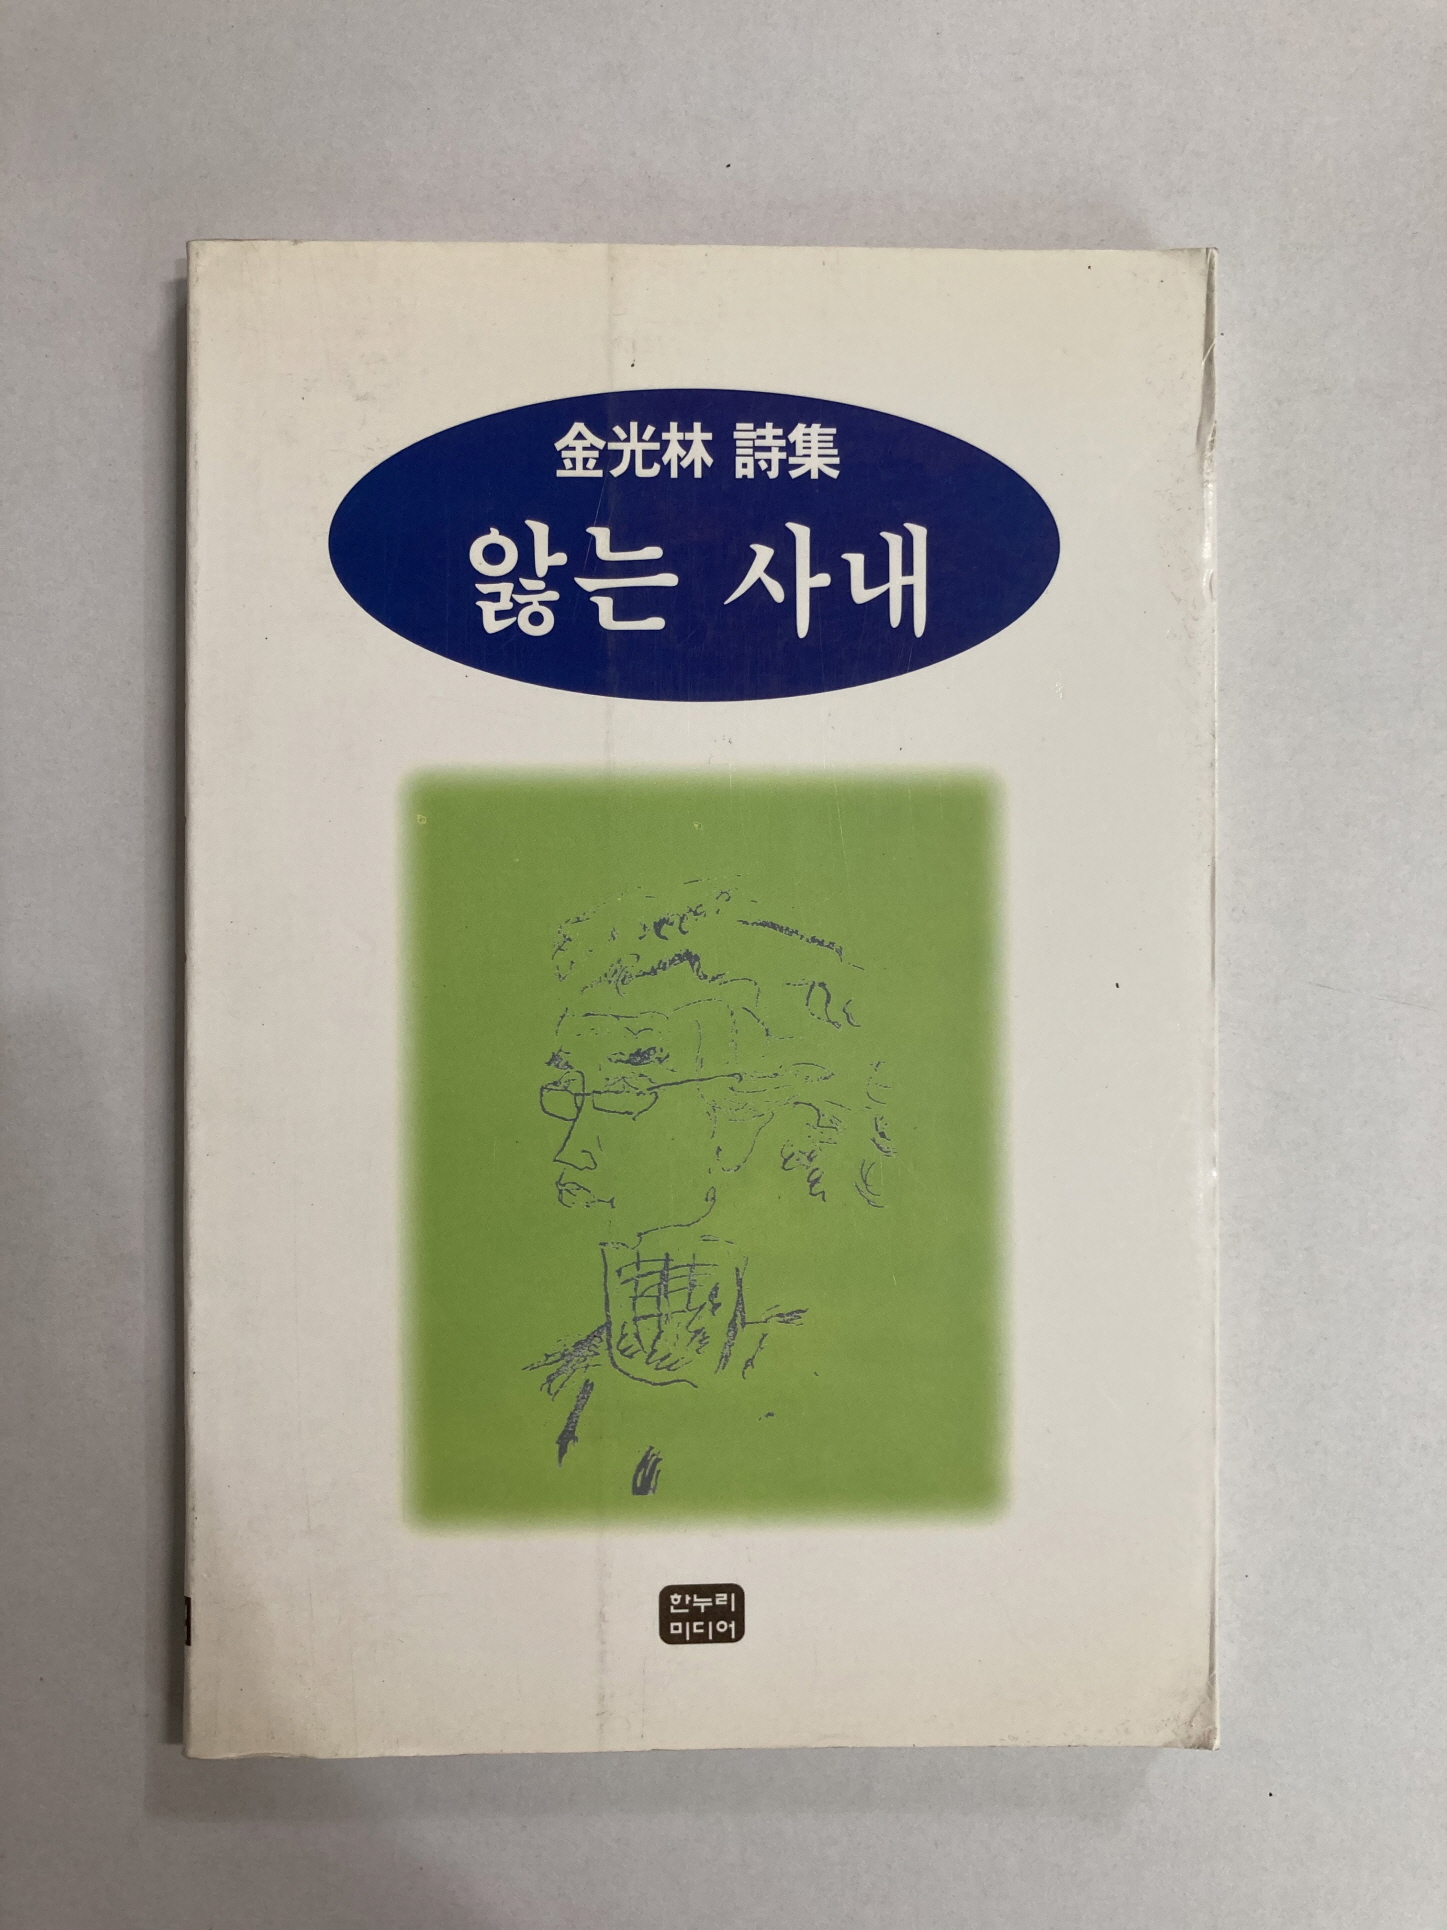 金光林 詩集
앓는 사내
한누리
미디어